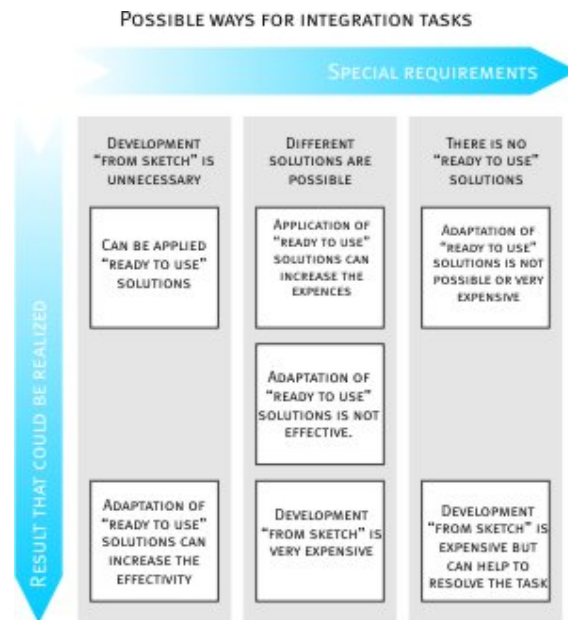 Possible ways for integration tasks
Special requirements
Result that could be realized
Development
"from sketch" is
unnecessary
Can be applied
"ready to use"
solutions
Adaptation of
"ready to use"
solutions can
increase the
effectivity
Different
solutions are
possible
Application of
"ready to use"
solutions can
increase the
expences
Adaptation of
"ready to use"
solutions is not
effective.
Development
"from sketch" is
very expensive
There is no
"ready to use"
solutions
Adaptation of
"ready to use"
solutions is not
possible or very
expensive
Development
"from sketch" is
expensive but
can help to
resolve the task